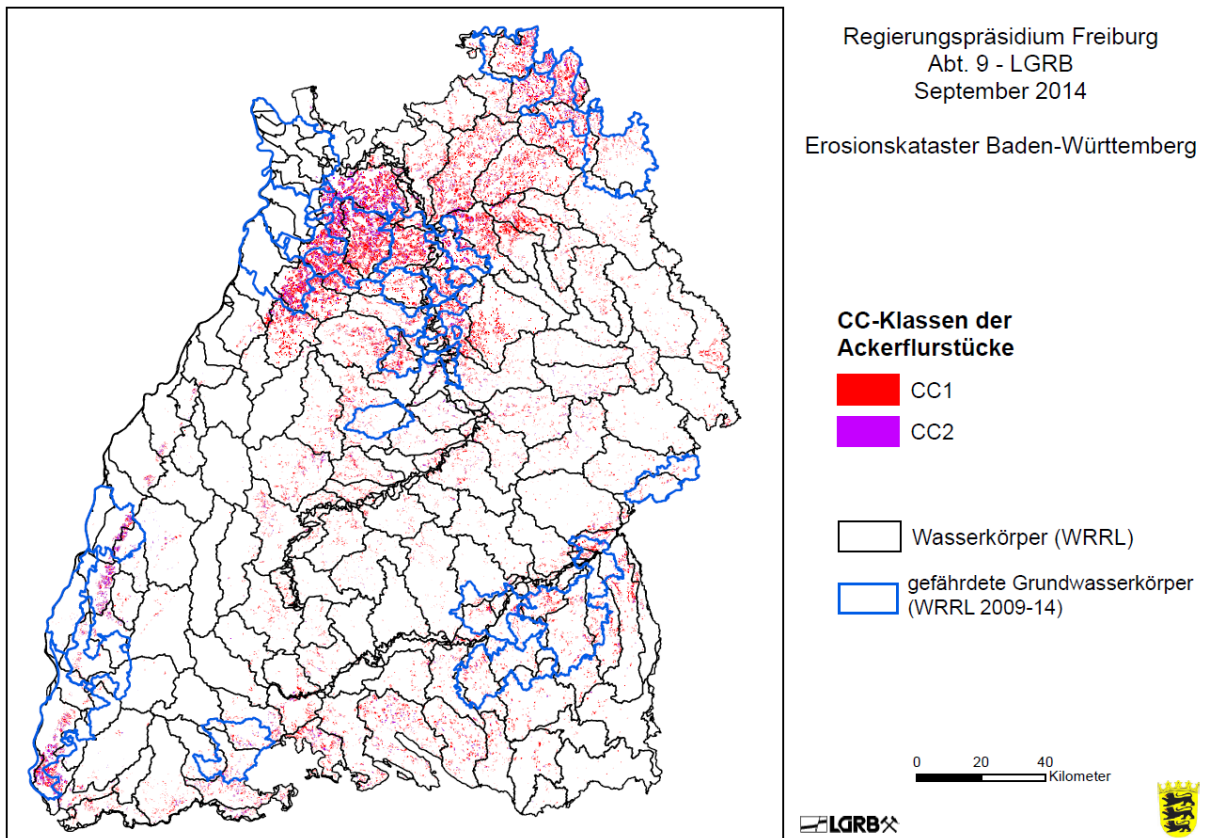 Regierungspräsidium Freiburg
Abt. 9 - LGRB
September 2014
Erosionskataster Baden-Württemberg
CC-Klassen der
Ackerflurstücke
CC1
CC2
Wasserkörper (WRRL)
gefährdete Grundwasserkörper
(WRRL 2009-14)
0 20 40
Kilometer
LGRB